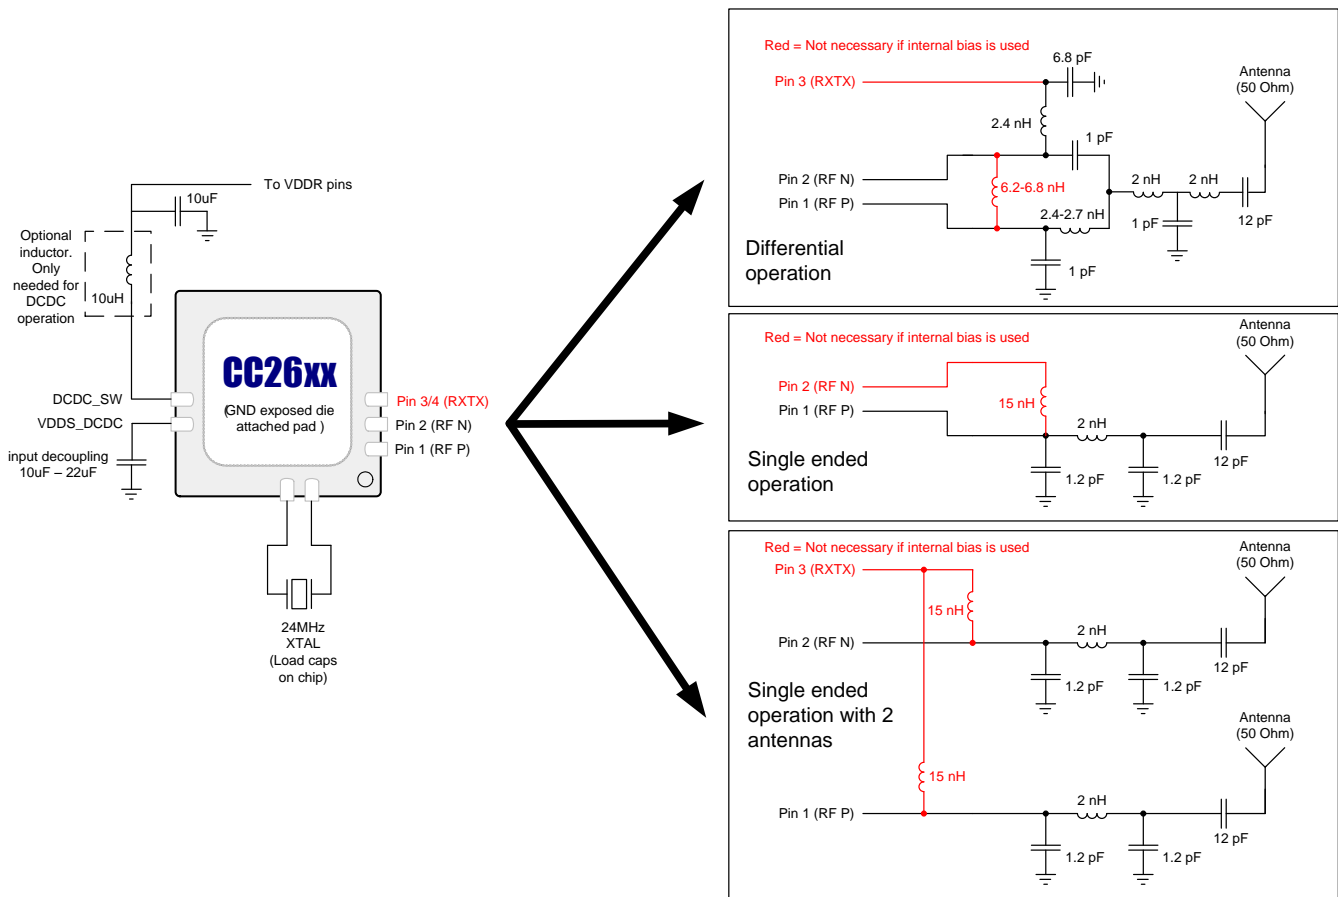 To VDDR pins
10uF
Optional
inductor.
Only
needed for
DCDC
operation
10uH
CC26xx
(GND exposed die
attached pad )
DCDC_SW
VDDS_DCDC
input decoupling
10uF – 22uF
Pin 3/4 (RXTX)
Pin 2 (RF N)
Pin 1 (RF P)
24MHz
XTAL
(Load caps
on chip)
Red = Not necessary if internal bias is used
Pin 3 (RXTX)
6.8 pF
Antenna
(50 Ohm)
2.4 nH
1 pF
Pin 2 (RF N)
Pin 1 (RF P)
6.2-6.8 nH
2 nH
2 nH
2.4-2.7 nH
1 pF
12 pF
1 pF
Differential
operation
Red = Not necessary if internal bias is used
Antenna
(50 Ohm)
Pin 2 (RF N)
Pin 1 (RF P)
15 nH
2 nH
12 pF
1.2 pF
1.2 pF
Single ended
operation
Red = Not necessary if internal bias is used
Pin 3 (RXTX)
Antenna
(50 Ohm)
15 nH
Pin 2 (RF N)
2 nH
12 pF
1.2 pF
1.2 pF
Single ended
operation with 2
antennas
Antenna
(50 Ohm)
15 nH
Pin 1 (RF P)
2 nH
12 pF
1.2 pF
1.2 pF